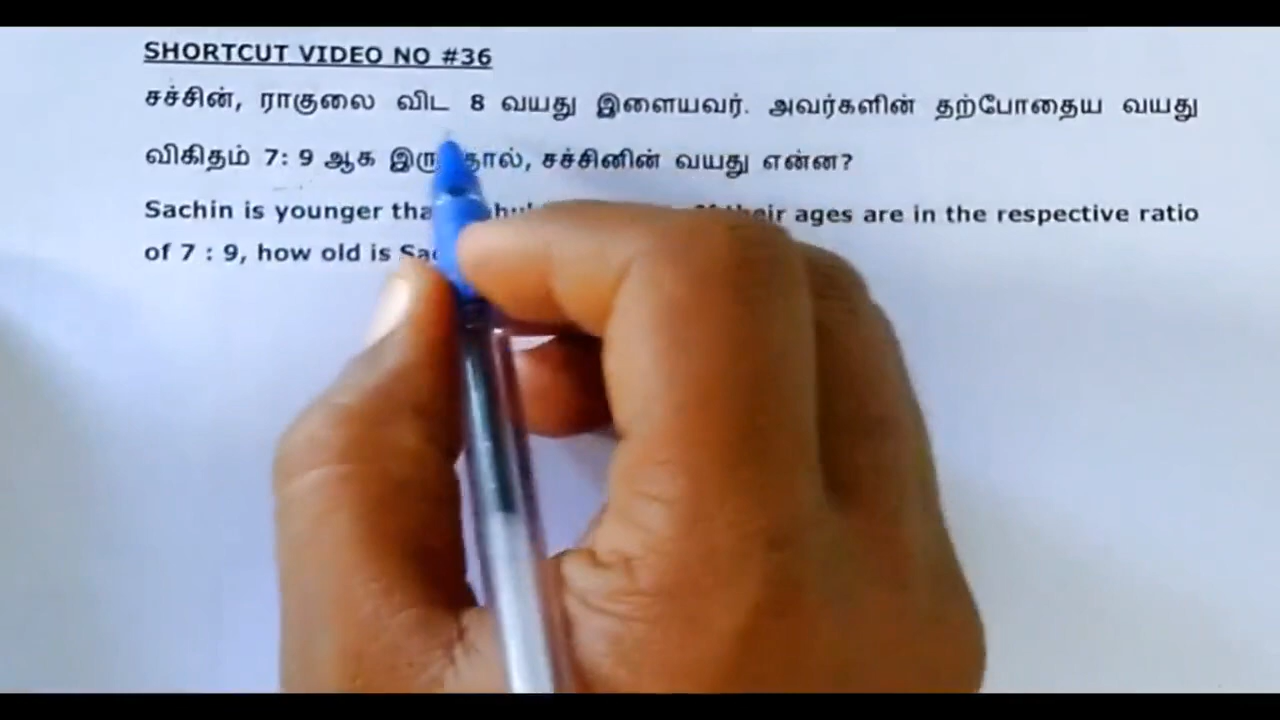 SHORTCUT VIDEO NO #36
சச்சின், ராகுலை விட 8 வயது இளையவர். அவர்களின் தற்போதைய வயது
விகிதம் 7: 9 ஆக சச்சினின் வயது என்ன?
Sachin is younger ages are in the respective ratio
of 7 : 9, how old is